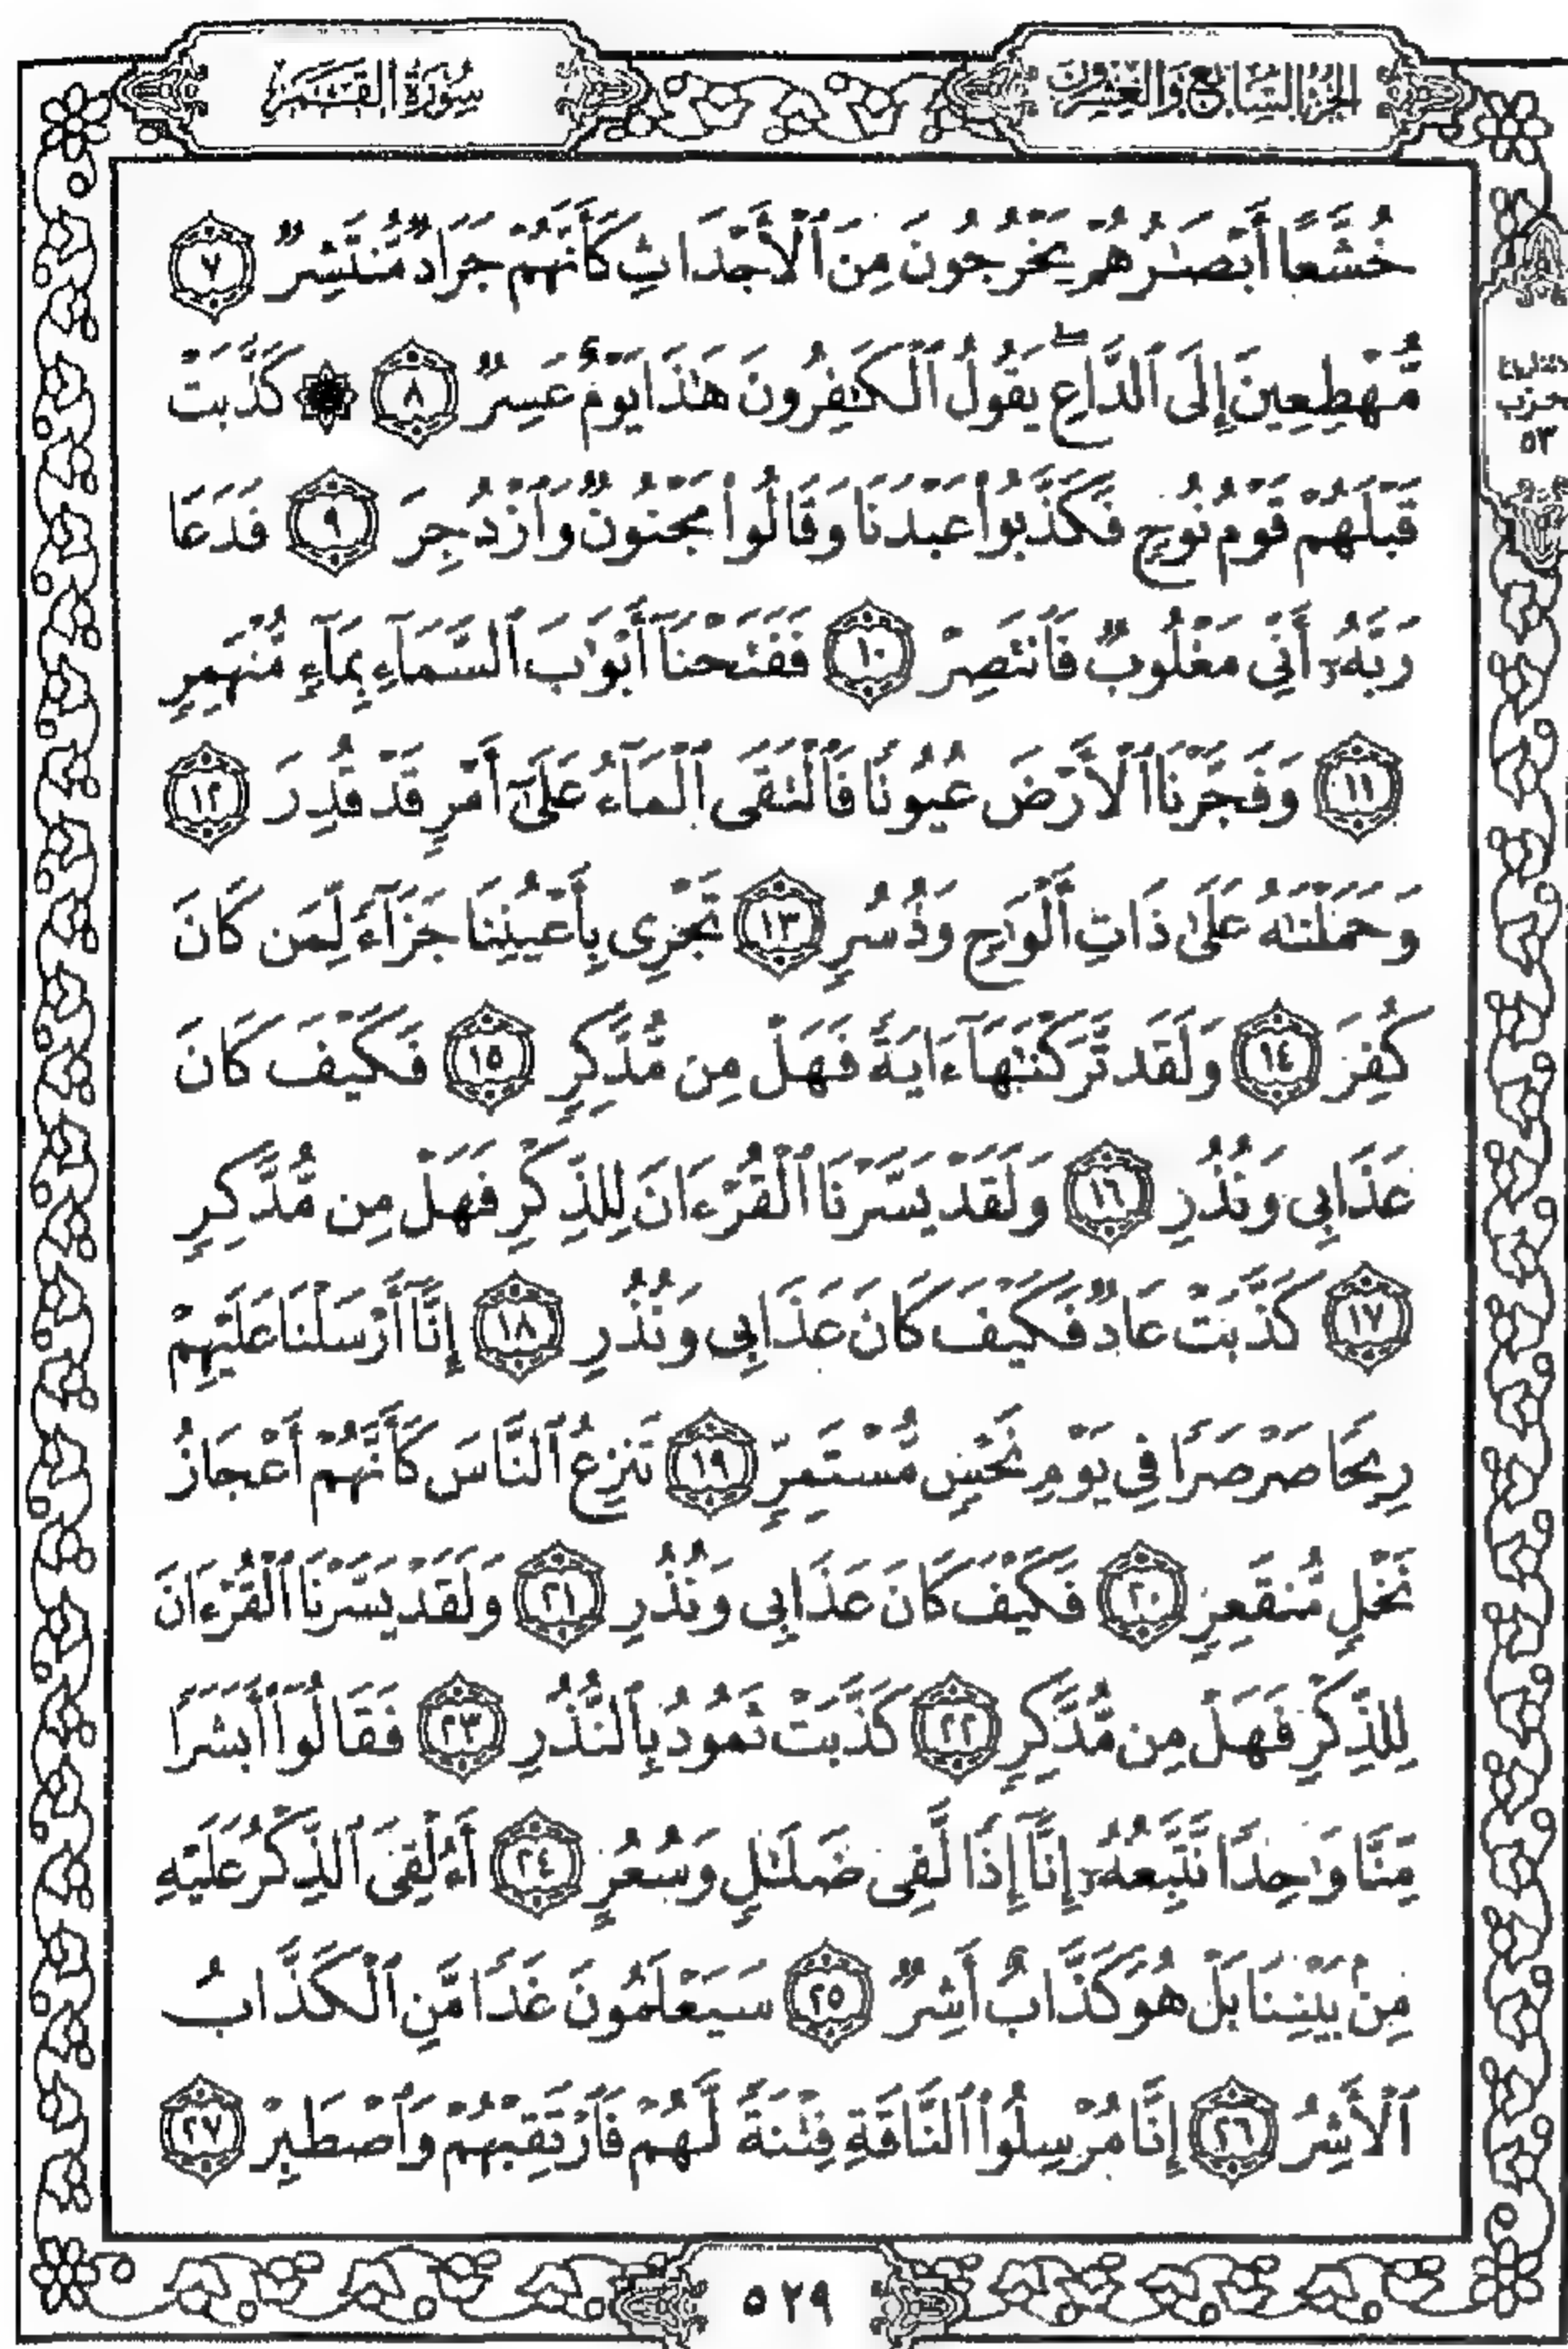 سُورَةُ القَمَرِ
الجزء السابع والعشرون
خُشَّعًا أَبْصَٰرُهُمْ يَخْرُجُونَ مِنَ ٱلْأَجْدَاثِ كَأَنَّهُمْ جَرَادٌ مُّنتَشِرٌ ٧
مُّهْطِعِينَ إِلَى ٱلدَّاعِ ۖ يَقُولُ ٱلْكَٰفِرُونَ هَٰذَا يَوْمٌ عَسِرٌ ٨ ۞ كَذَّبَتْ
قَبْلَهُمْ قَوْمُ نُوحٍ فَكَذَّبُوا۟ عَبْدَنَا وَقَالُوا۟ مَجْنُونٌ وَٱزْدُجِرَ ٩ فَدَعَا
رَبَّهُۥٓ أَنِّى مَغْلُوبٌ فَٱنتَصِرْ ١٠ فَفَتَحْنَآ أَبْوَٰبَ ٱلسَّمَآءِ بِمَآءٍ مُّنْهَمِرٍ
١١ وَفَجَّرْنَا ٱلْأَرْضَ عُيُونًا فَٱلْتَقَى ٱلْمَآءُ عَلَىٰٓ أَمْرٍ قَدْ قُدِرَ ١٢
وَحَمَلْنَٰهُ عَلَىٰ ذَاتِ أَلْوَٰحٍ وَدُسُرٍ ١٣ تَجْرِى بِأَعْيُنِنَا جَزَآءً لِّمَن كَانَ
كُفِرَ ١٤ وَلَقَد تَّرَكْنَٰهَآ ءَايَةً فَهَلْ مِن مُّدَّكِرٍ ١٥ فَكَيْفَ كَانَ
عَذَابِى وَنُذُرِ ١٦ وَلَقَدْ يَسَّرْنَا ٱلْقُرْءَانَ لِلذِّكْرِ فَهَلْ مِن مُّدَّكِرٍ
١٧ كَذَّبَتْ عَادٌ فَكَيْفَ كَانَ عَذَابِى وَنُذُرِ ١٨ إِنَّآ أَرْسَلْنَا عَلَيْهِمْ
رِيحًا صَرْصَرًا فِى يَوْمِ نَحْسٍ مُّسْتَمِرٍّ ١٩ تَنزِعُ ٱلنَّاسَ كَأَنَّهُمْ أَعْجَازُ
نَخْلٍ مُّنقَعِرٍ ٢٠ فَكَيْفَ كَانَ عَذَابِى وَنُذُرِ ٢١ وَلَقَدْ يَسَّرْنَا ٱلْقُرْءَانَ
لِلذِّكْرِ فَهَلْ مِن مُّدَّكِرٍ ٢٢ كَذَّبَتْ ثَمُودُ بِٱلنُّذُرِ ٢٣ فَقَالُوٓا۟ أَبَشَرًا
مِّنَّا وَٰحِدًا نَّتَّبِعُهُۥٓ إِنَّآ إِذًا لَّفِى ضَلَٰلٍ وَسُعُرٍ ٢٤ أَءُلْقِىَ ٱلذِّكْرُ عَلَيْهِ
مِنۢ بَيْنِنَا بَلْ هُوَ كَذَّابٌ أَشِرٌ ٢٥ سَيَعْلَمُونَ غَدًا مَّنِ ٱلْكَذَّابُ
ٱلْأَشِرُ ٢٦ إِنَّا مُرْسِلُوا۟ ٱلنَّاقَةِ فِتْنَةً لَّهُمْ فَٱرْتَقِبْهُمْ وَٱصْطَبِرْ ٢٧
حزب
٥٣
٥٢٩